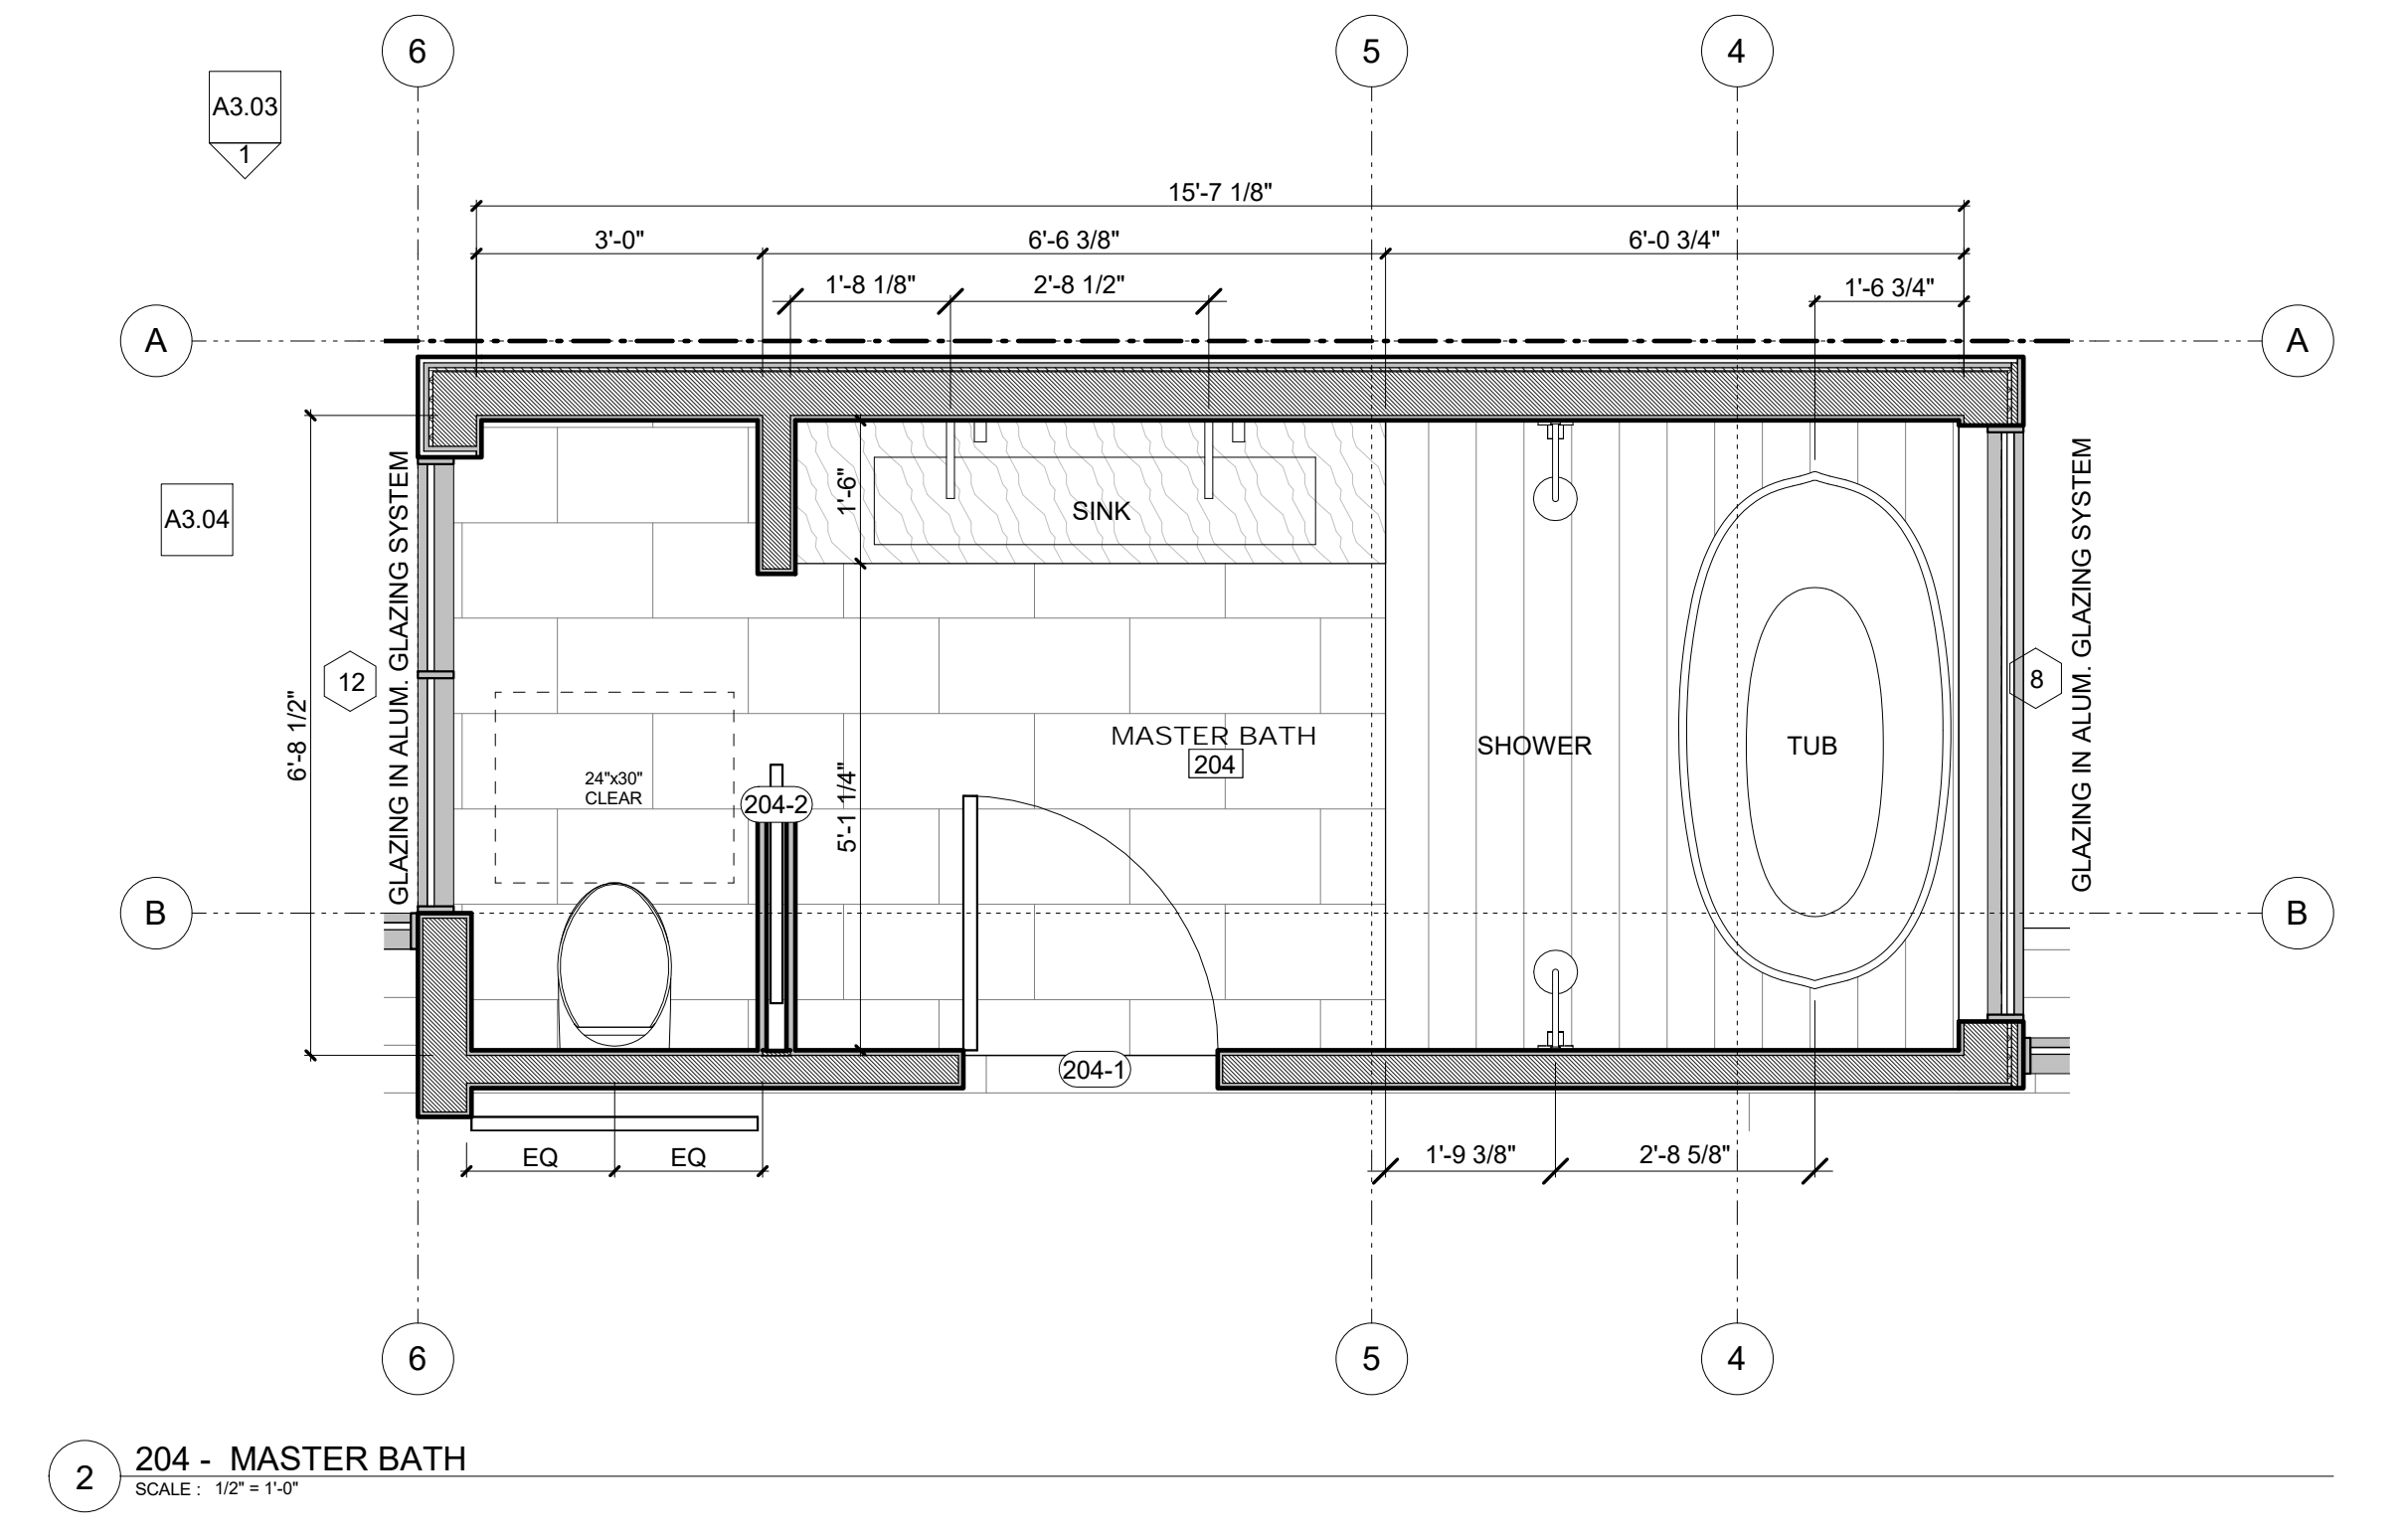 6
5
4
A3.03
1
15'-7 1/8"
3'-0"
6'-6 3/8"
6'-0 3/4"
1'-8 1/8"
2'-8 1/2"
1'-6 3/4"
A
A
A3.04
GLAZING IN ALUM. GLAZING SYSTEM
GLAZING IN ALUM. GLAZING SYSTEM
1'-6"
SINK
12
8
6'-8 1/2"
MASTER BATH
204
SHOWER
TUB
24"x30"
CLEAR
204-2
5'-1 1/4"
B
B
204-1
EQ
EQ
1'-9 3/8"
2'-8 5/8"
6
5
4
2
204 - MASTER BATH
SCALE : 1/2" = 1'-0"